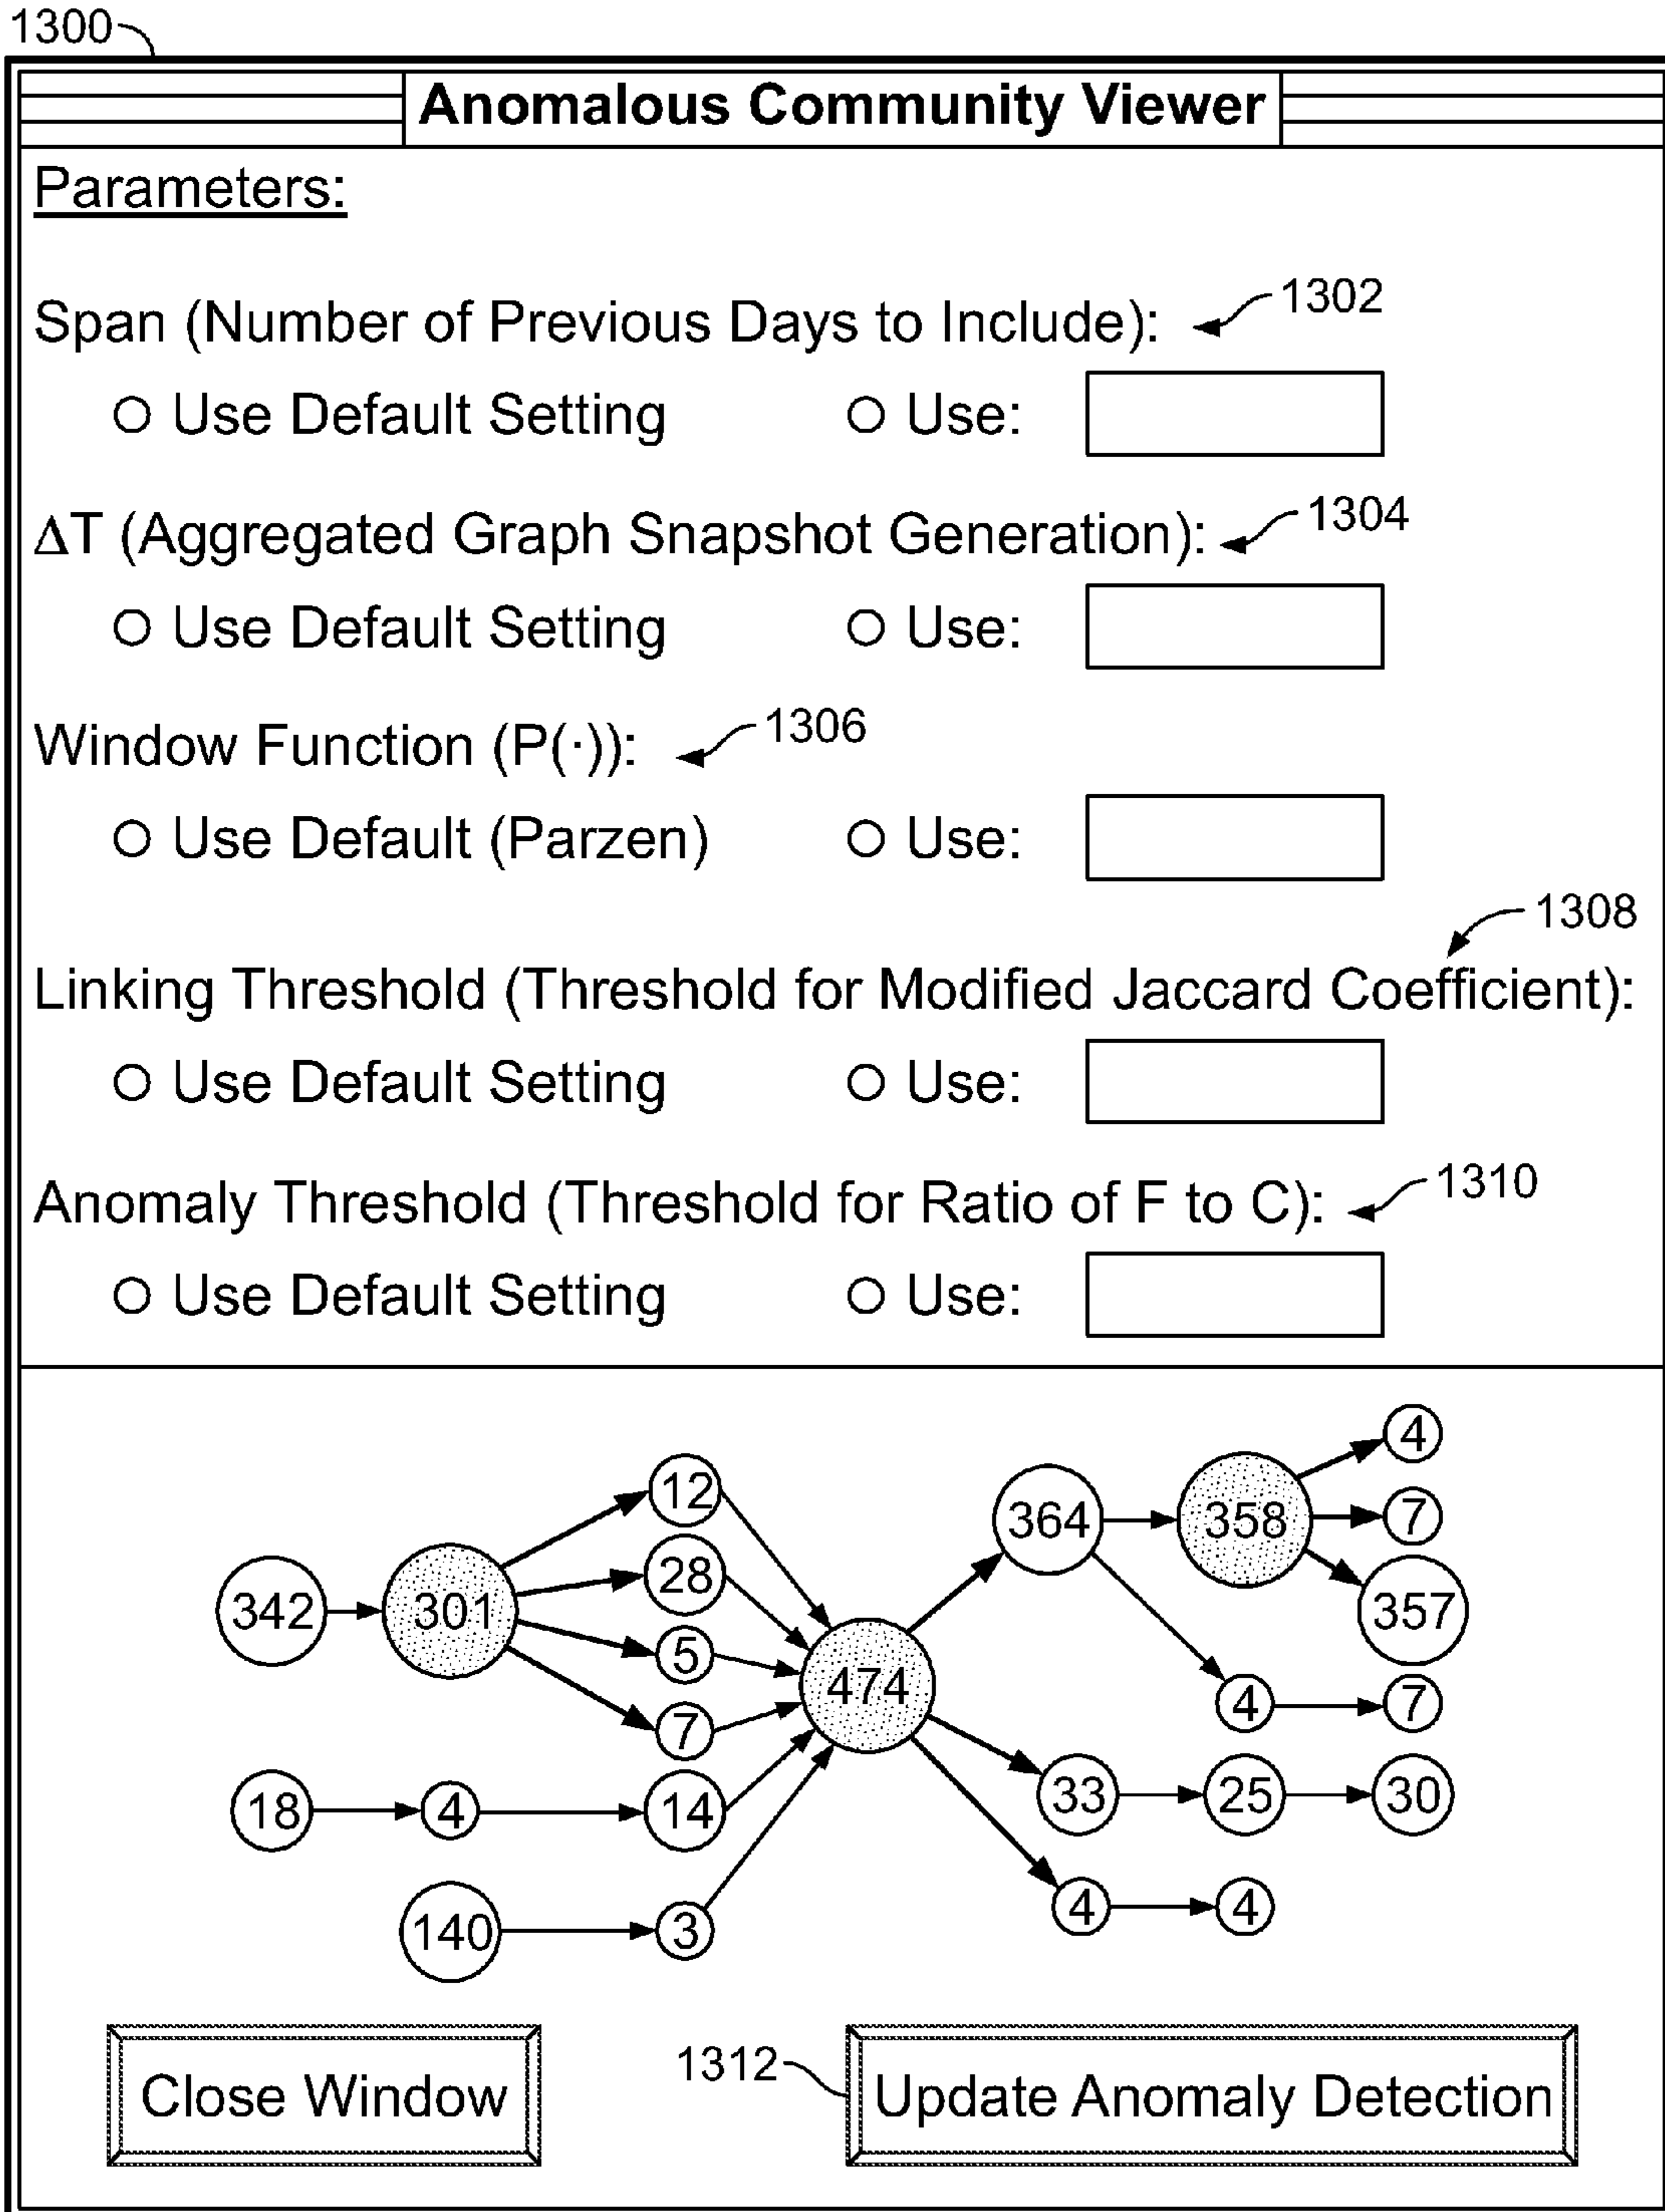 1300
Anomalous Community Viewer
Parameters:
Span (Number of Previous Days to Include): 1302
○ Use Default Setting ○ Use:
ΔT (Aggregated Graph Snapshot Generation): 1304
○ Use Default Setting ○ Use:
Window Function (P(·)): 1306
○ Use Default (Parzen) ○ Use:
1308
Linking Threshold (Threshold for Modified Jaccard Coefficient):
○ Use Default Setting ○ Use:
Anomaly Threshold (Threshold for Ratio of F to C): 1310
○ Use Default Setting ○ Use:
4
12 364 358 7
28
342 301 357
5
474
7 4 7
18 4 14 33 25 30
4 4
140 3
Close Window 1312 Update Anomaly Detection